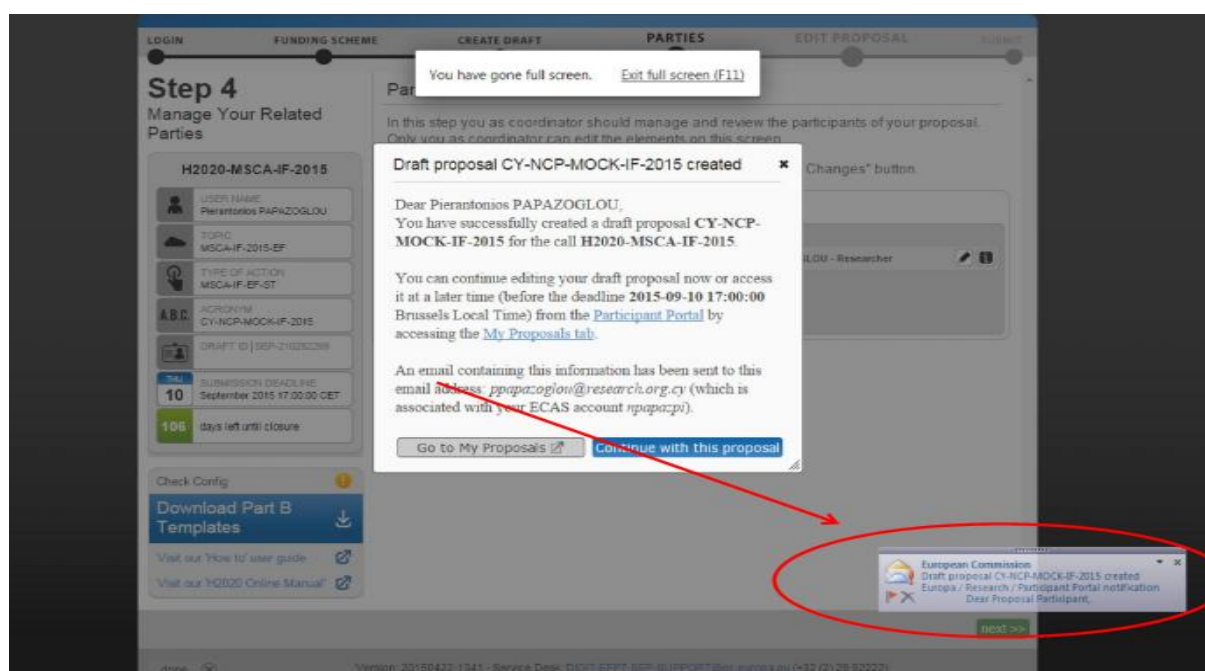 LOGIN
FUNDING SCHEME
CREATE DRAFT
PARTIES
EDIT PROPOSAL
SUBMIT
You have gone full screen. Exit full screen (F11)
Step 4
Manage Your Related
Parties
In this step you as coordinator should manage and review the participants of your proposal.
Only you as coordinator can edit the elements on this screen
Changes" button
H2020-MSCA-IF-2015
USER NAME
Pierantonios PAPAZOGLOU
TOPIC
MSCA-IF-2015-EF
TYPE OF ACTION
MSCA-IF-EF-ST
A.B.C.
ACRONYM
CY-NCP-MOCK-IF-2015
DRAFT ID
THU
10
SUBMISSION DEADLINE
September 2015 17:00:00 CET
106
days left until closure
Check Config
Download Part B
Templates
Visit our 'How to' user guide
Visit our 'H2020 Online Manual'
Draft proposal CY-NCP-MOCK-IF-2015 created
Dear Pierantonios PAPAZOGLOU,
You have successfully created a draft proposal CY-NCP-
MOCK-IF-2015 for the call H2020-MSCA-IF-2015.
You can continue editing your draft proposal now or access
it at a later time (before the deadline 2015-09-10 17:00:00
Brussels Local Time) from the Participant Portal by
accessing the My Proposals tab.
An email containing this information has been sent to this
email address: ppapazoglou@research.org.cy (which is
associated with your ECAS account npapazpi).
Go to My Proposals
Continue with this proposal
- Researcher
European Commission
Draft proposal CY-NCP-MOCK-IF-2015 created
Europa / Research / Participant Portal notification
Dear Proposal Participant,
next >>